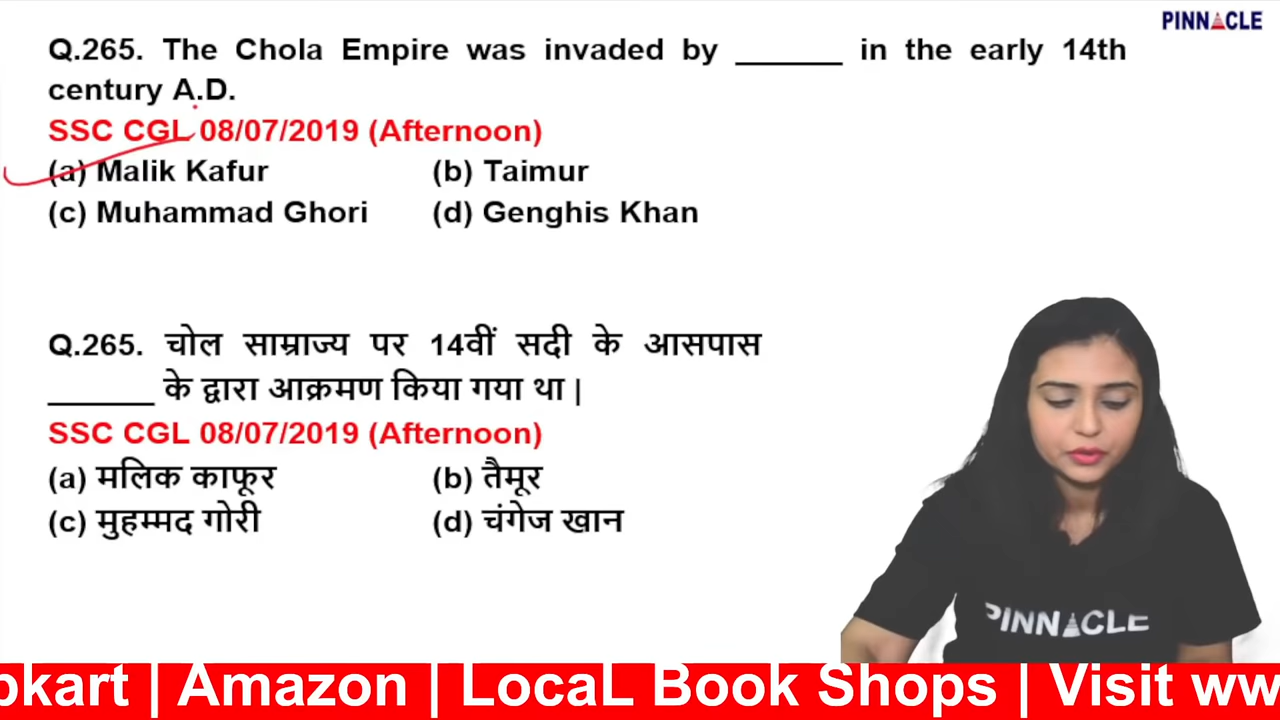 PINNACLE
Q.265. The Chola Empire was invaded by ______ in the early 14th
century A.D.
SSC CGL 08/07/2019 (Afternoon)
(a) Malik Kafur (b) Taimur
(c) Muhammad Ghori (d) Genghis Khan
Q.265. चोल साम्राज्य पर 14वीं सदी के आसपास
______ के द्वारा आक्रमण किया गया था |
SSC CGL 08/07/2019 (Afternoon)
(a) मलिक काफूर (b) तैमूर
(c) मुहम्मद गोरी (d) चंगेज खान
PINNACLE
pkart | Amazon | LocaL Book Shops | Visit ww